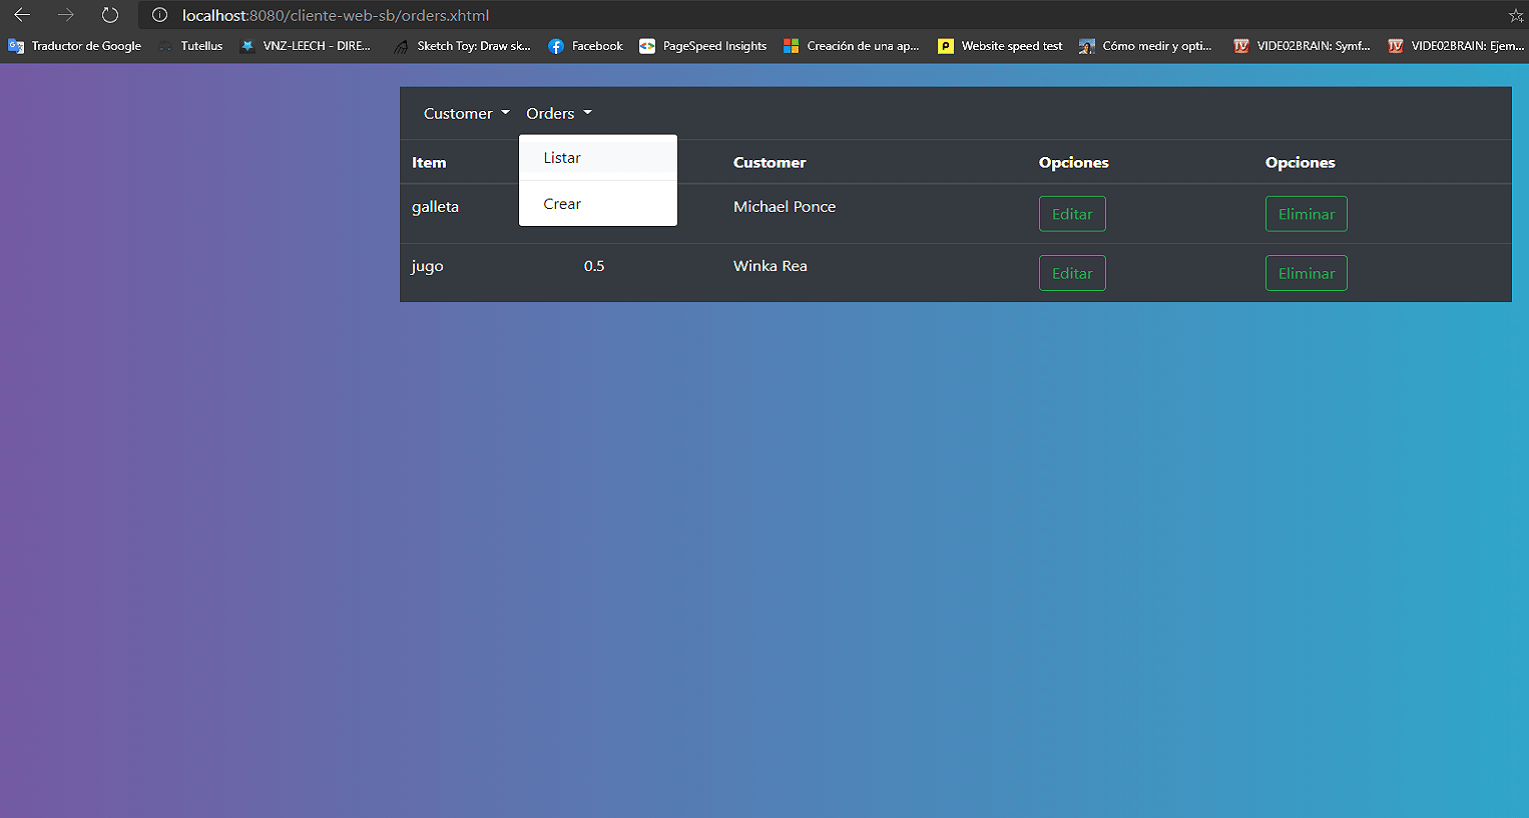 localhost:8080/cliente-web-sb/orders.xhtml
Traductor de Google Tutellus VNZ-LEECH - DIRE... Sketch Toy: Draw sk... Facebook PageSpeed Insights Creación de una ap... Website speed test Cómo medir y opti... VIDE02BRAIN: Symf... VIDE02BRAIN: Ejem...
Customer Orders
Listar
Crear
Item Customer Opciones Opciones
galleta Michael Ponce Editar Eliminar
jugo 0.5 Winka Rea Editar Eliminar